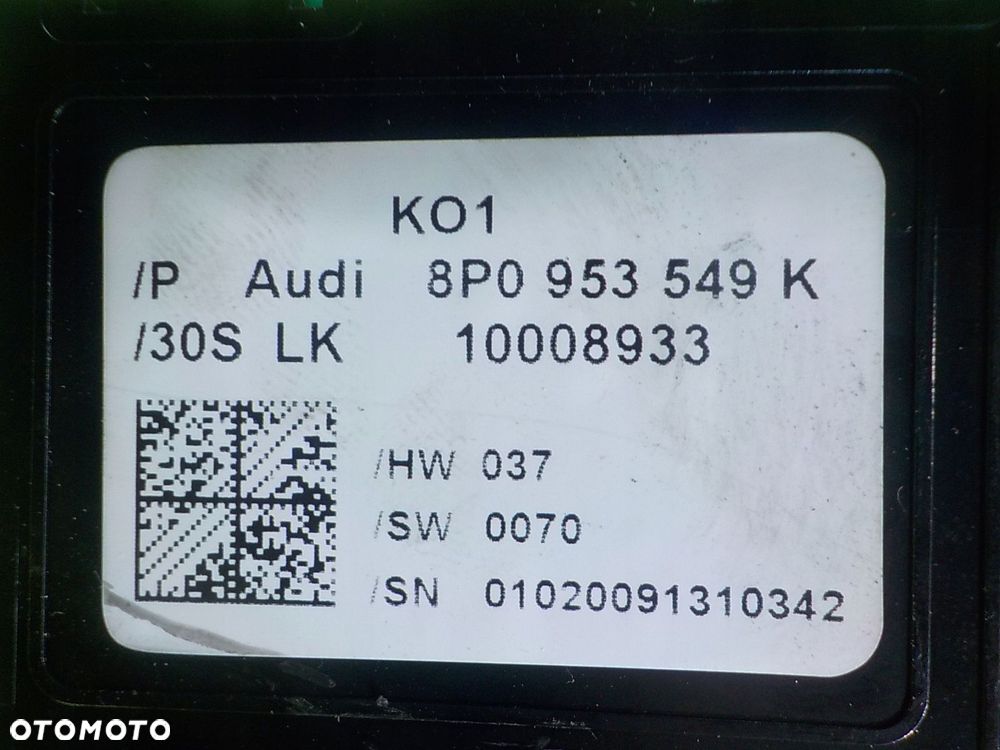 KO1
/P Audi 8P0 953 549 K
/30S LK 10008933
/HW 037
/SW 0070
/SN 01020091310342
OTOMOTO